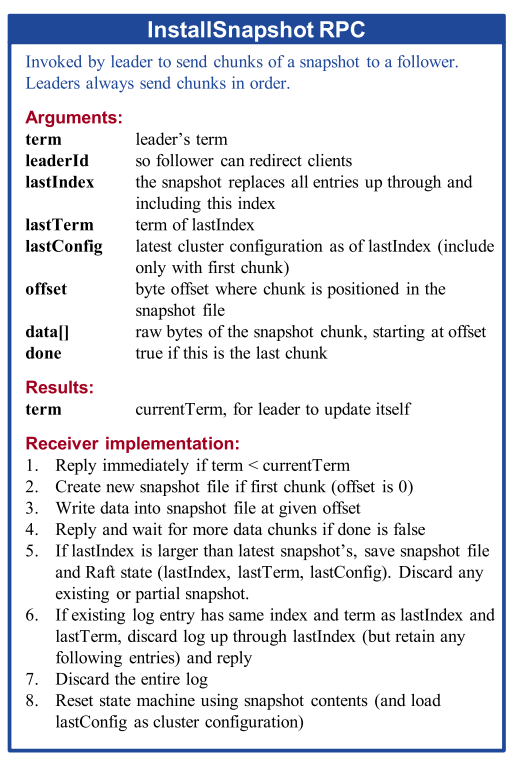 InstallSnapshot RPC
Invoked by leader to send chunks of a snapshot to a follower.
Leaders always send chunks in order.
Arguments:
term leader's term
leaderId so follower can redirect clients
lastIndex the snapshot replaces all entries up through and
including this index
lastTerm term of lastIndex
lastConfig latest cluster configuration as of lastIndex (include
only with first chunk)
offset byte offset where chunk is positioned in the
snapshot file
data[] raw bytes of the snapshot chunk, starting at offset
done true if this is the last chunk
Results:
term currentTerm, for leader to update itself
Receiver implementation:
1. Reply immediately if term < currentTerm
2. Create new snapshot file if first chunk (offset is 0)
3. Write data into snapshot file at given offset
4. Reply and wait for more data chunks if done is false
5. If lastIndex is larger than latest snapshot's, save snapshot file
and Raft state (lastIndex, lastTerm, lastConfig). Discard any
existing or partial snapshot.
6. If existing log entry has same index and term as lastIndex and
lastTerm, discard log up through lastIndex (but retain any
following entries) and reply
7. Discard the entire log
8. Reset state machine using snapshot contents (and load
lastConfig as cluster configuration)